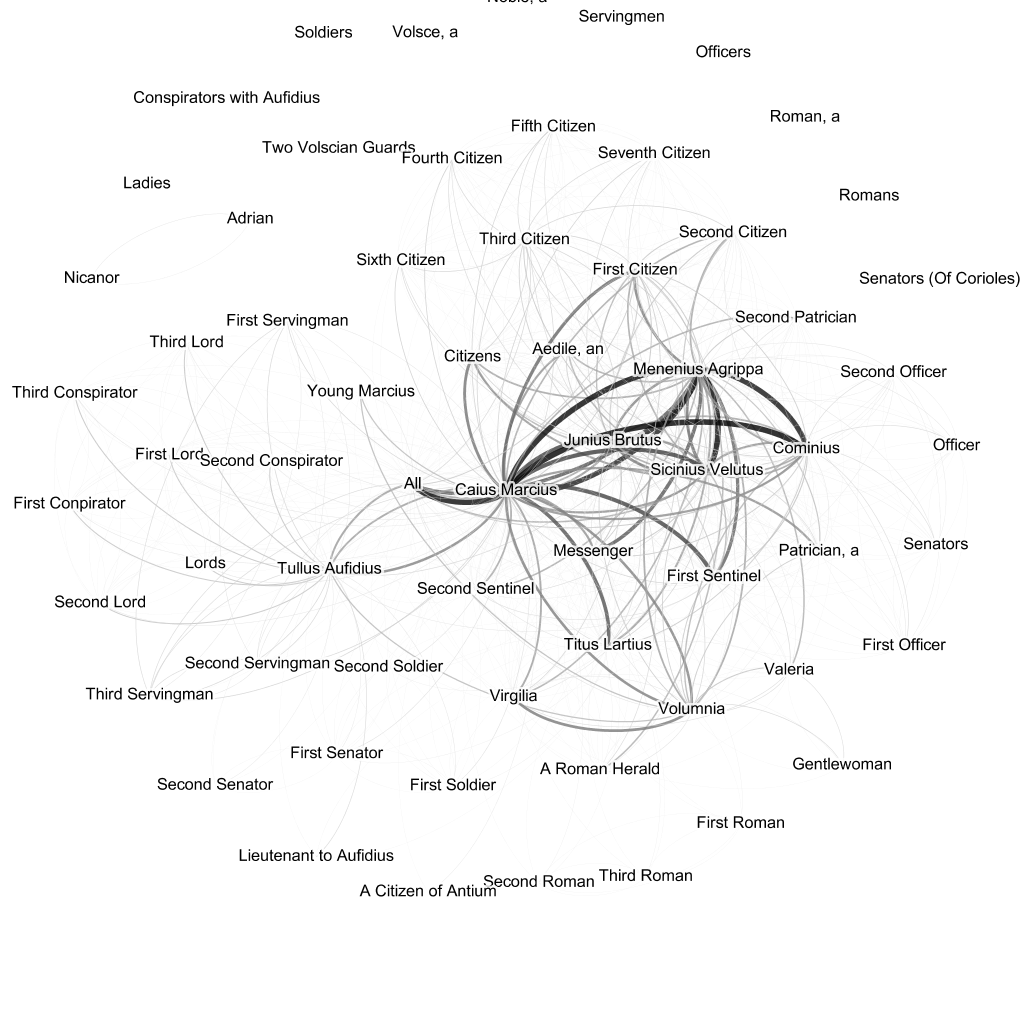 Noble, a
Servingmen
Soldiers
Volsce, a
Officers
Conspirators with Aufidius
Roman, a
Fifth Citizen
Two Volscian Guards
Fourth Citizen
Seventh Citizen
Ladies
Romans
Adrian
Third Citizen
Second Citizen
Sixth Citizen
First Citizen
Nicanor
Senators (Of Corioles)
First Servingman
Second Patrician
Third Lord
Citizens
Aedile, an
Menenius Agrippa
Second Officer
Third Conspirator
Young Marcius
Junius Brutus
Cominius
Officer
First Lord
Second Conspirator
Sicinius Velutus
All
Caius Marcius
First Conpirator
Messenger
Patrician, a
Senators
Lords
Tullus Aufidius
First Sentinel
Second Sentinel
Second Lord
Titus Lartius
First Officer
Second Servingman
Second Soldier
Valeria
Third Servingman
Virgilia
Volumnia
First Senator
A Roman Herald
Gentlewoman
Second Senator
First Soldier
First Roman
Lieutenant to Aufidius
A Citizen of Antium
Second Roman
Third Roman